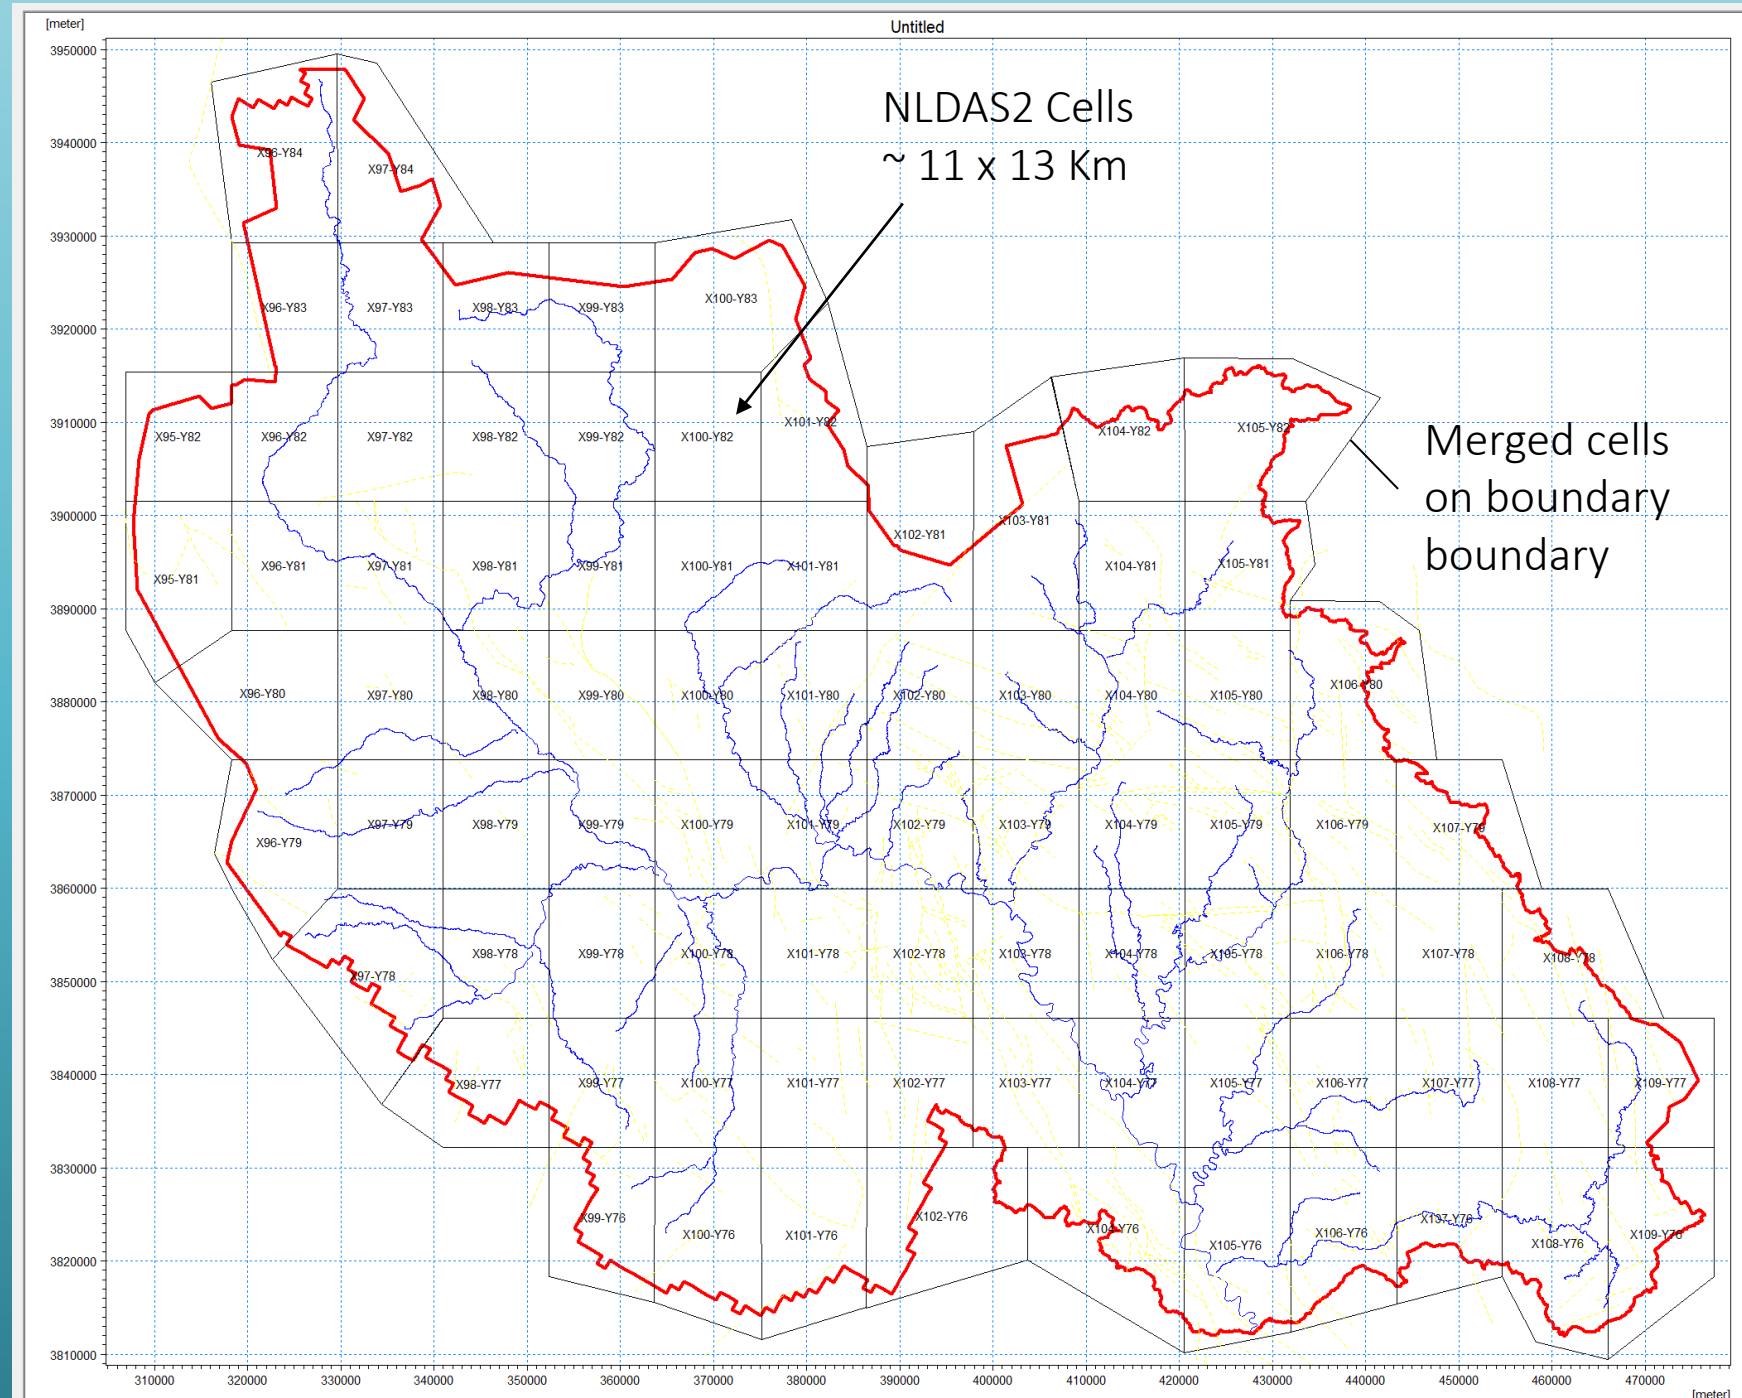 [meter]
Untitled
3950000
3940000
3930000
3920000
3910000
3900000
3890000
3880000
3870000
3860000
3850000
3840000
3830000
3820000
3810000
NLDAS2 Cells
~ 11 x 13 Km
Merged cells
on boundary
boundary
X96-Y84
X97-Y84
X96-Y83 X97-Y83 X98-Y83 X99-Y83 X100-Y83
X95-Y82 X96-Y82 X97-Y82 X98-Y82 X99-Y82 X100-Y82 X101-Y82 X104-Y82 X105-Y82
X95-Y81 X96-Y81 X97-Y81 X98-Y81 X99-Y81 X100-Y81 X101-Y81 X102-Y81 X103-Y81 X104-Y81 X105-Y81
X96-Y80 X97-Y80 X98-Y80 X99-Y80 X100-Y80 X101-Y80 X102-Y80 X103-Y80 X104-Y80 X105-Y80 X106-Y80
X96-Y79 X97-Y79 X98-Y79 X99-Y79 X100-Y79 X101-Y79 X102-Y79 X103-Y79 X104-Y79 X105-Y79 X106-Y79 X107-Y79
X97-Y78 X98-Y78 X99-Y78 X100-Y78 X101-Y78 X102-Y78 X103-Y78 X104-Y78 X105-Y78 X106-Y78 X107-Y78 X108-Y78
X98-Y77 X99-Y77 X100-Y77 X101-Y77 X102-Y77 X103-Y77 X104-Y77 X105-Y77 X106-Y77 X107-Y77 X108-Y77 X109-Y77
X99-Y76 X100-Y76 X101-Y76 X102-Y76 X104-Y76 X105-Y76 X106-Y76 X107-Y76 X108-Y76 X109-Y76
310000 320000 330000 340000 350000 360000 370000 380000 390000 400000 410000 420000 430000 440000 450000 460000 470000
[meter]